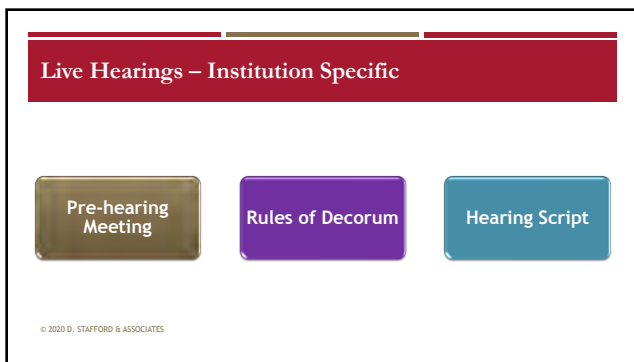 Live Hearings – Institution Specific
Pre-hearing
Meeting
Rules of Decorum
Hearing Script
© 2020 D. STAFFORD & ASSOCIATES